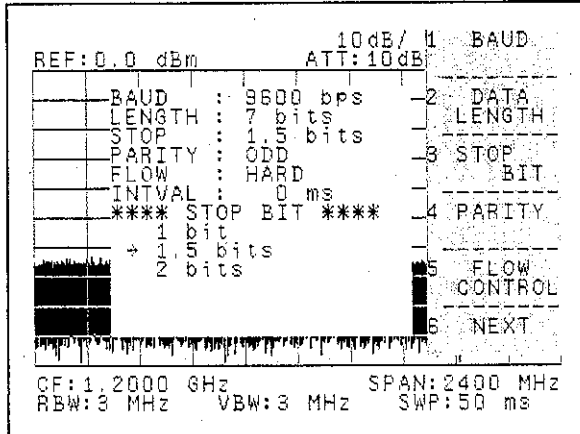 10dB/
REF:0.0 dBm ATT:10dB
BAUD : 9600 bps
LENGTH : 7 bits
STOP : 1.5 bits
PARITY : ODD
FLOW : HARD
INTVAL : 0 ms
**** STOP BIT ****
1 bit
→ 1.5 bits
2 bits
1 BAUD
2 DATA
LENGTH
3 STOP
BIT
4 PARITY
5 FLOW
CONTROL
6 NEXT
CF:1.2000 GHz SPAN:2400 MHz
RBW:3 MHz VBW:3 MHz SWP:50 ms